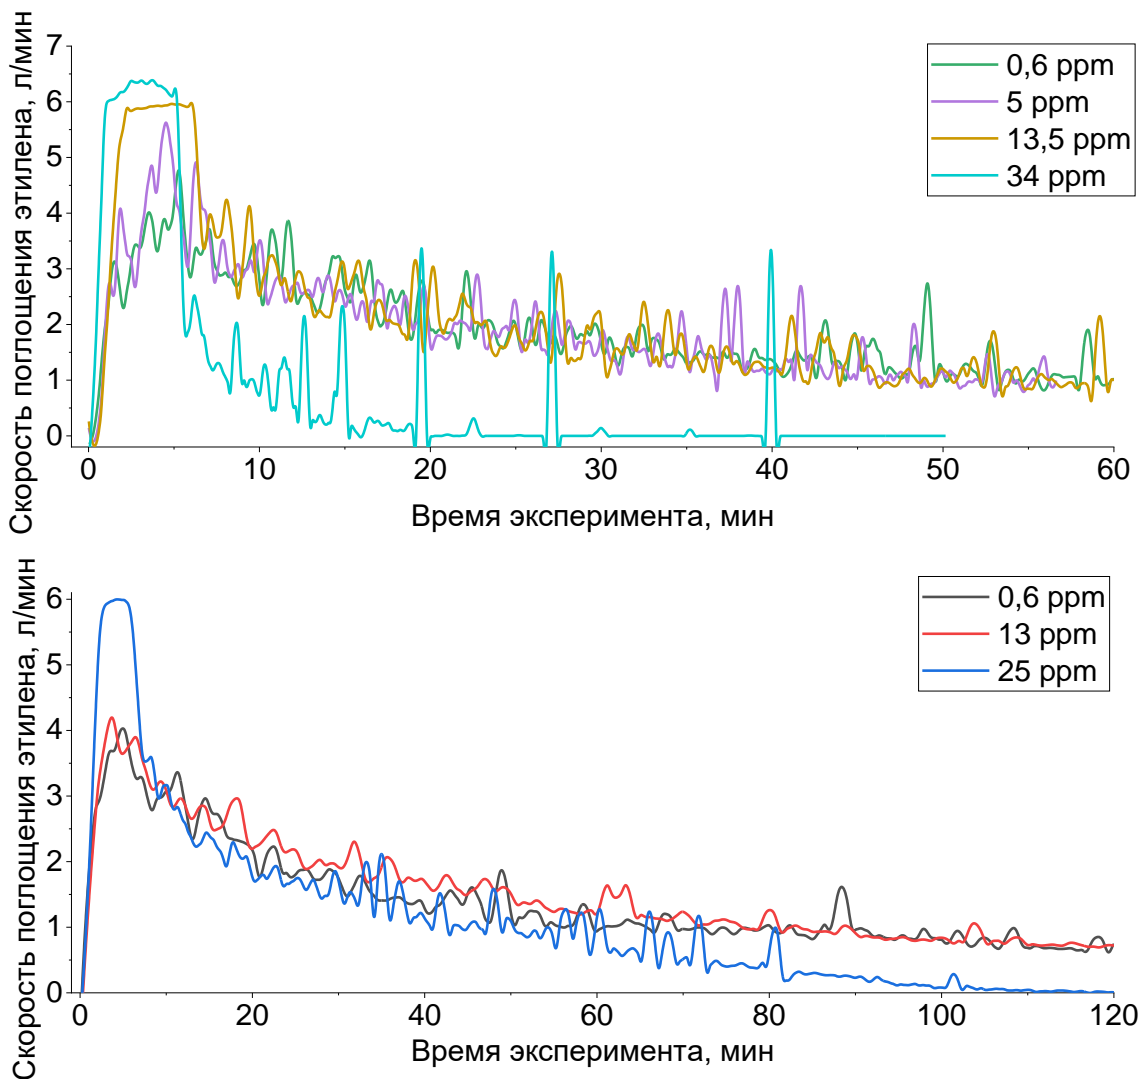 Скорость поглощения этилена, л/мин
7
6
5
4
3
2
1
0
0,6 ppm
5 ppm
13,5 ppm
34 ppm
0 10 20 30 40 50 60
Время эксперимента, мин
Скорость поглощения этилена, л/мин
6
5
4
3
2
1
0
0,6 ppm
13 ppm
25 ppm
0 20 40 60 80 100 120
Время эксперимента, мин